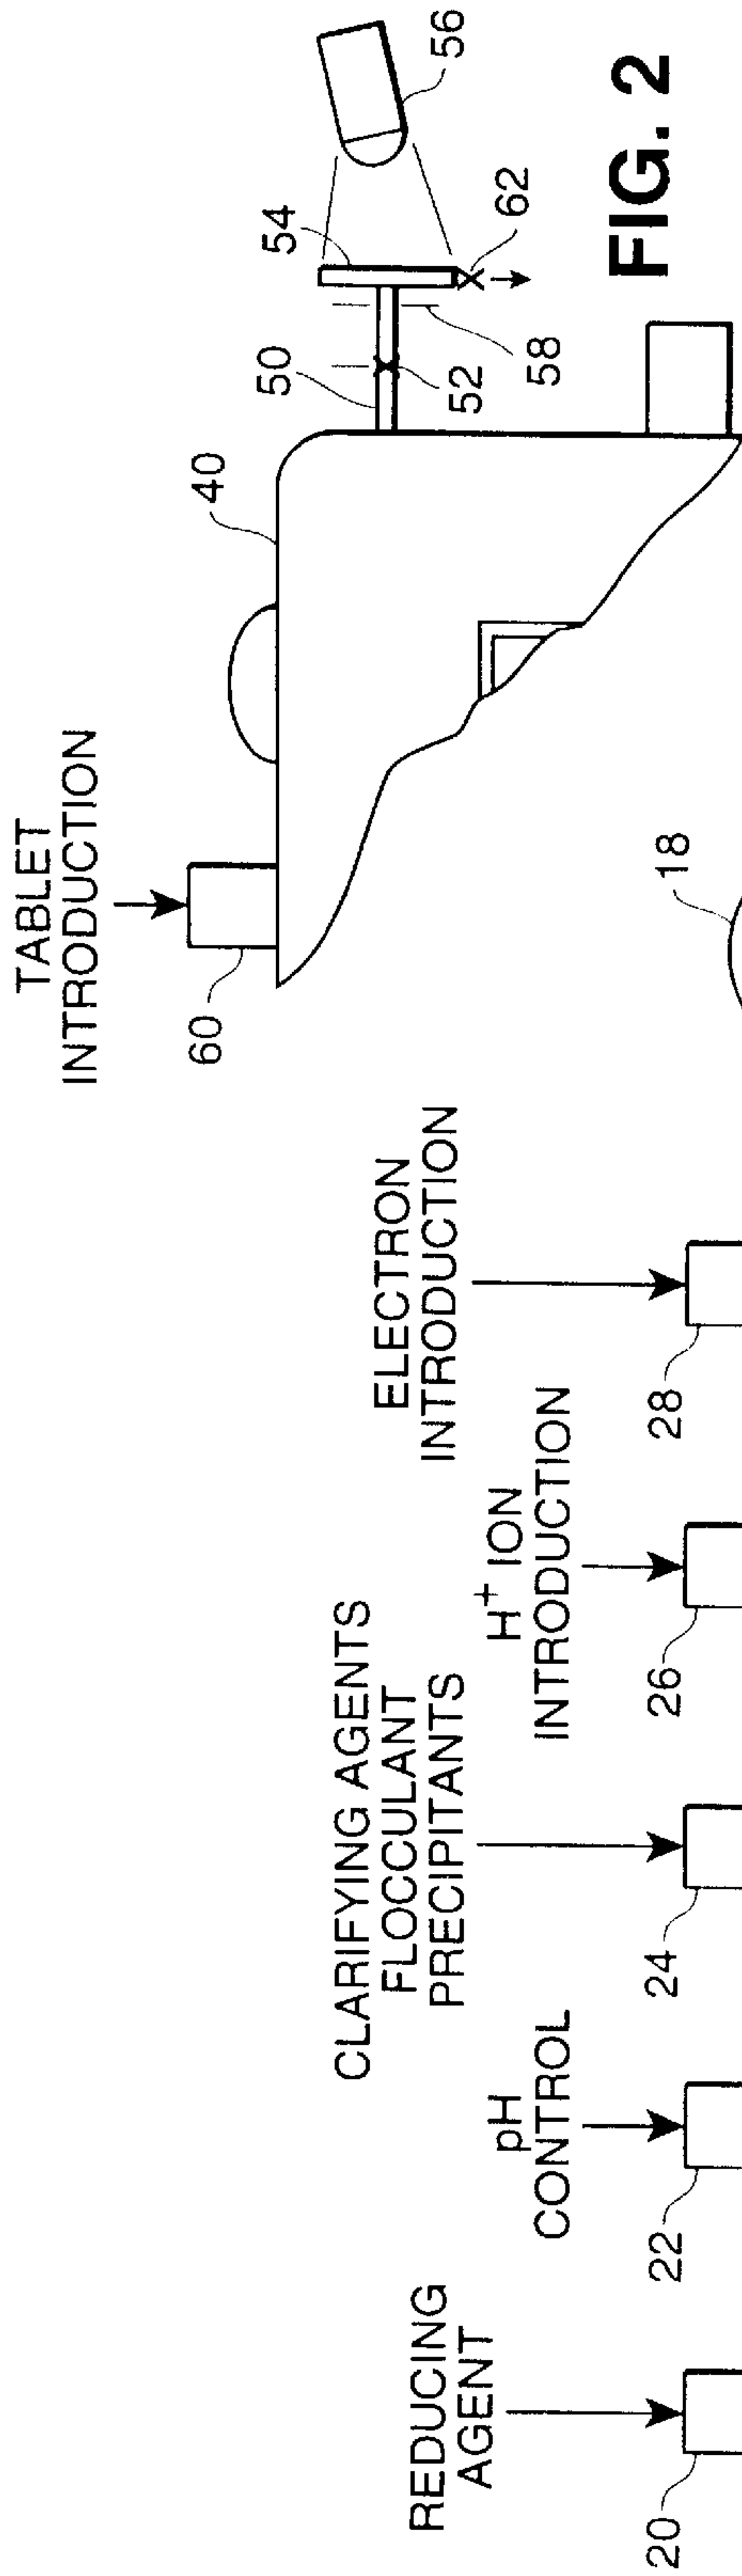 TABLET
INTRODUCTION
60
40
50
52
54
56
58
62
FIG. 2
18
ELECTRON
INTRODUCTION
28
H+ ION
INTRODUCTION
26
CLARIFYING AGENTS
FLOCCULANT
PRECIPITANTS
24
pH
CONTROL
22
REDUCING
AGENT
20